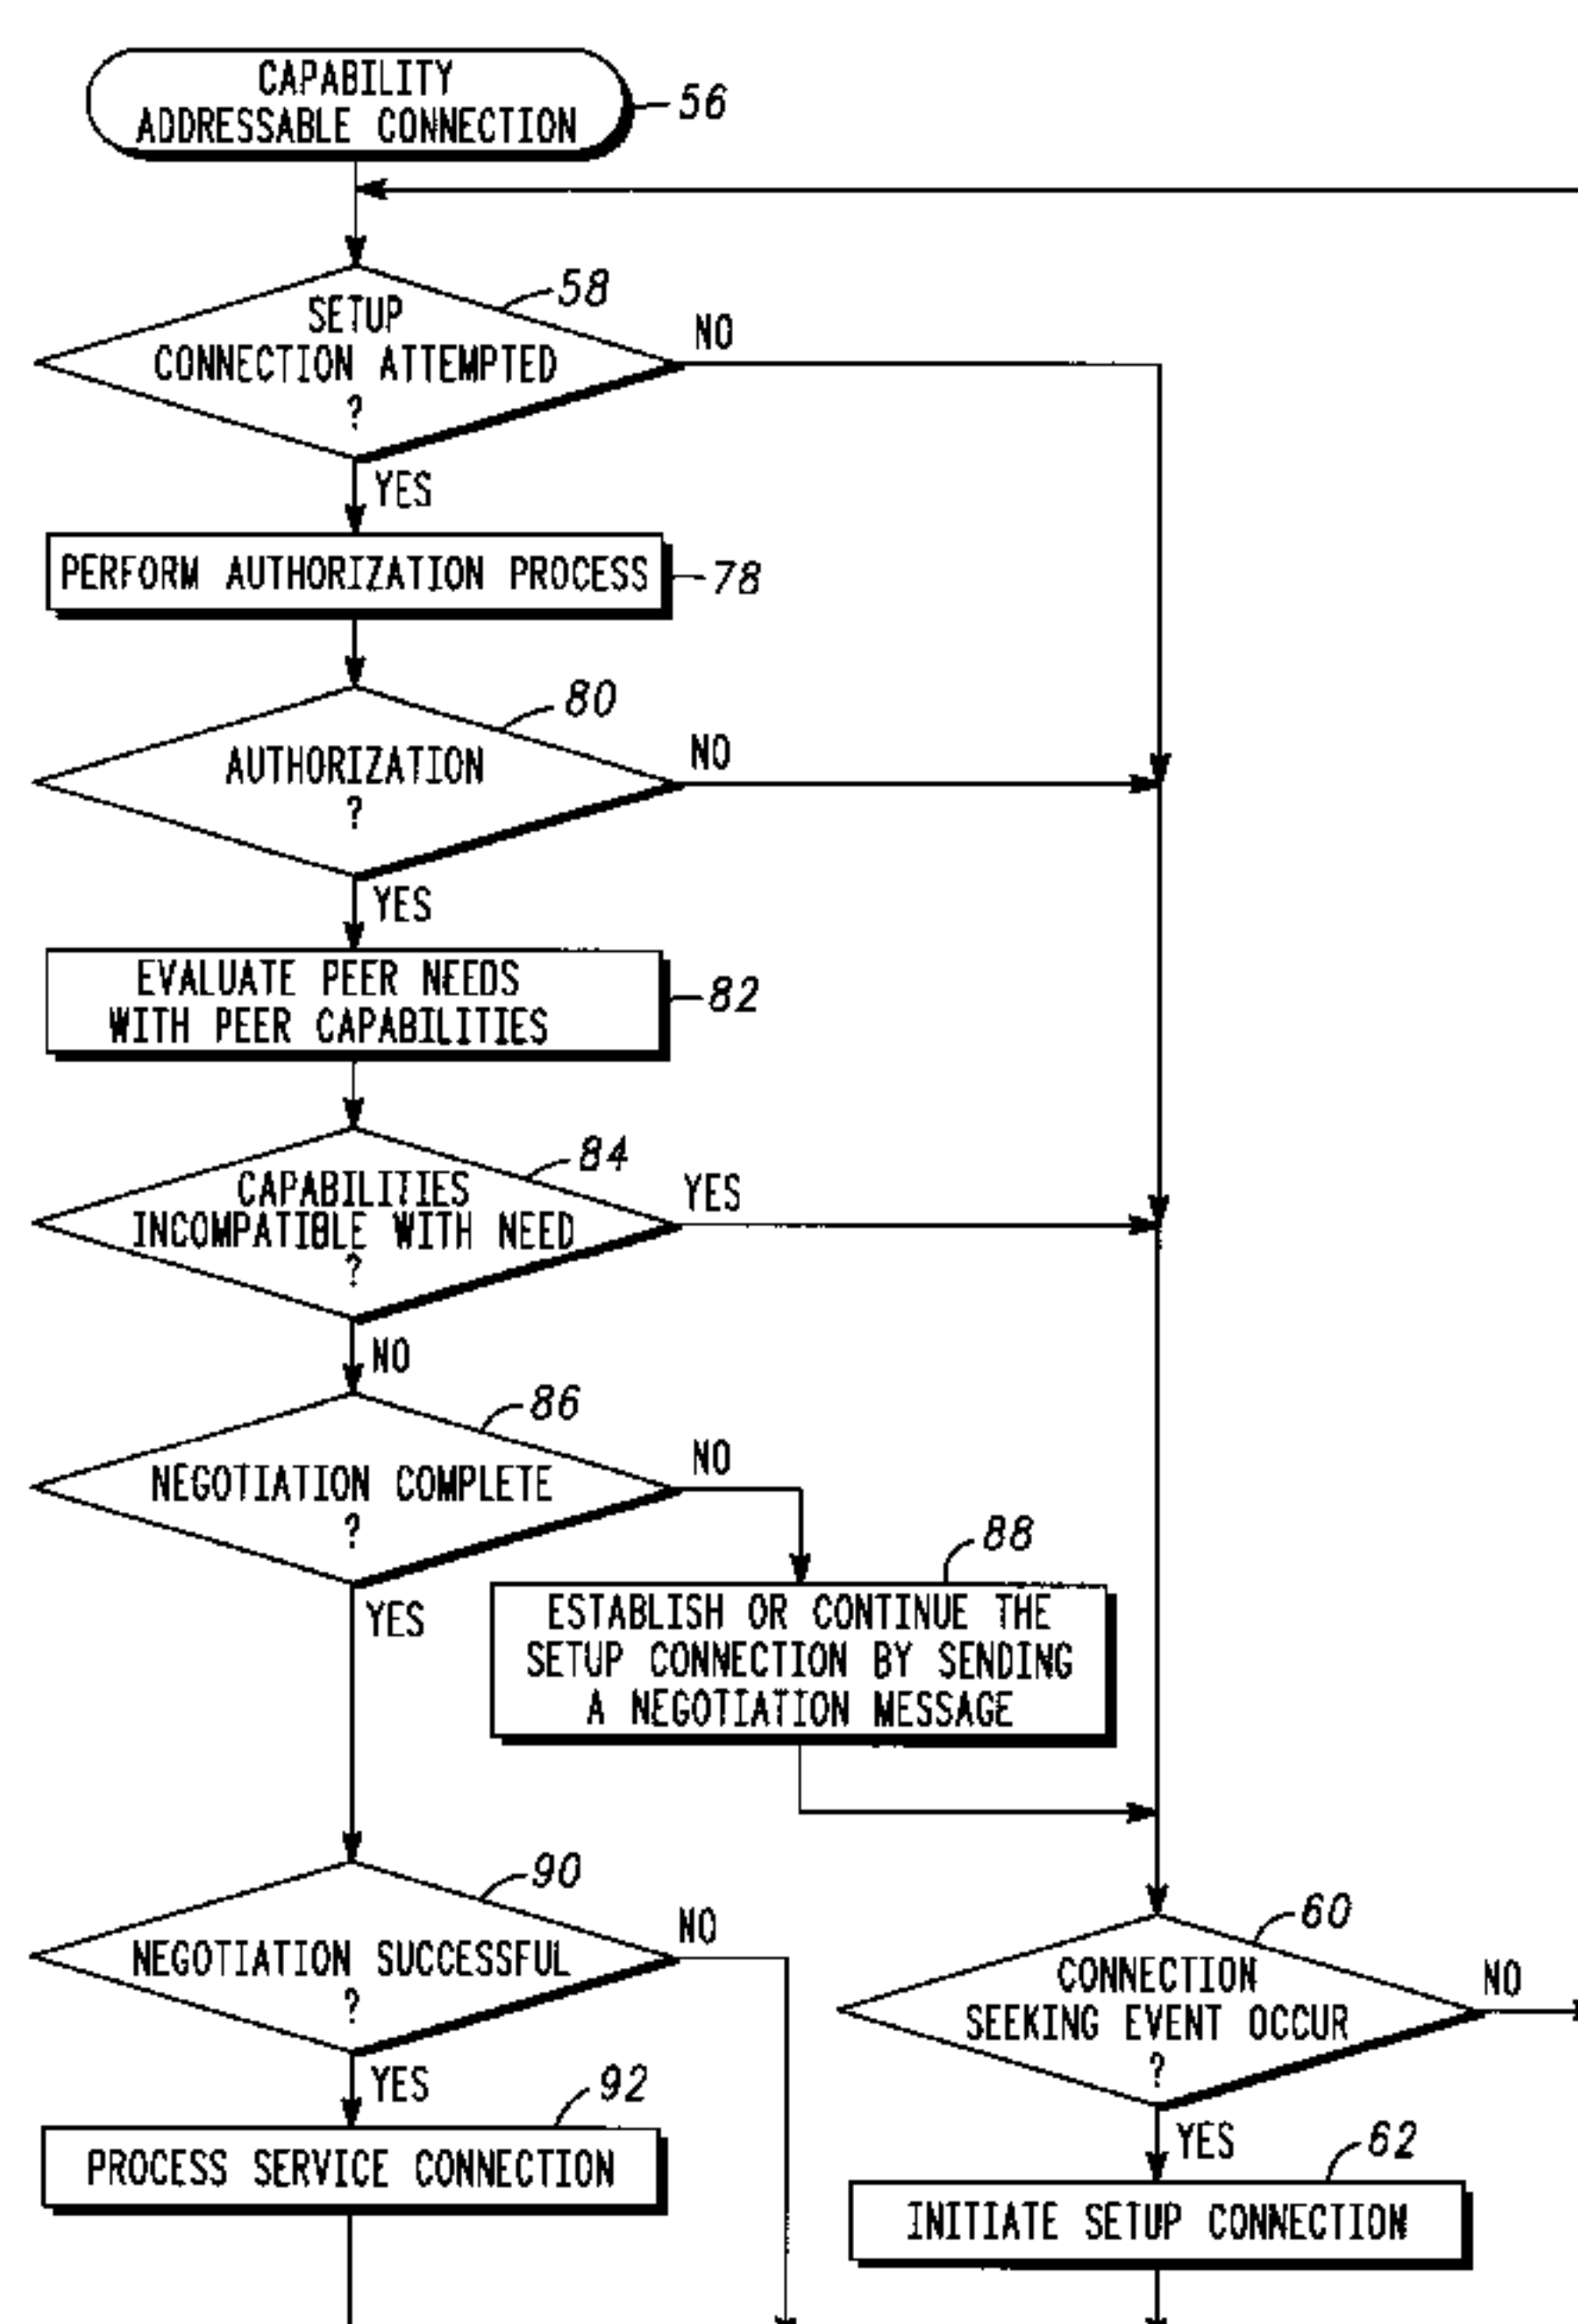 CAPABILITY
ADDRESSABLE CONNECTION
56
58
SETUP
CONNECTION ATTEMPTED
?
NO
YES
PERFORM AUTHORIZATION PROCESS
78
80
AUTHORIZATION
?
NO
YES
EVALUATE PEER NEEDS
WITH PEER CAPABILITIES
82
84
CAPABILITIES
INCOMPATIBLE WITH NEED
?
YES
NO
86
NEGOTIATION COMPLETE
?
NO
YES
88
ESTABLISH OR CONTINUE THE
SETUP CONNECTION BY SENDING
A NEGOTIATION MESSAGE
90
NEGOTIATION SUCCESSFUL
?
NO
YES
60
CONNECTION
SEEKING EVENT OCCUR
?
NO
YES
92
PROCESS SERVICE CONNECTION
62
INITIATE SETUP CONNECTION